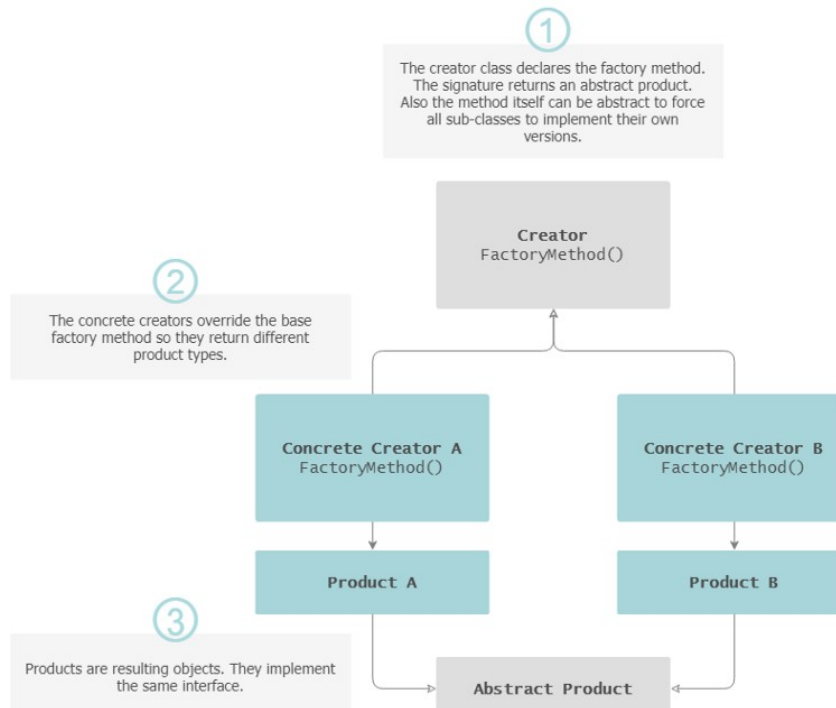 1
The creator class declares the factory method.
The signature returns an abstract product.
Also the method itself can be abstract to force
all sub-classes to implement their own
versions.
Creator
FactoryMethod()
2
The concrete creators override the base
factory method so they return different
product types.
Concrete Creator A
FactoryMethod()
Concrete Creator B
FactoryMethod()
Product A
Product B
3
Products are resulting objects. They implement
the same interface.
Abstract Product